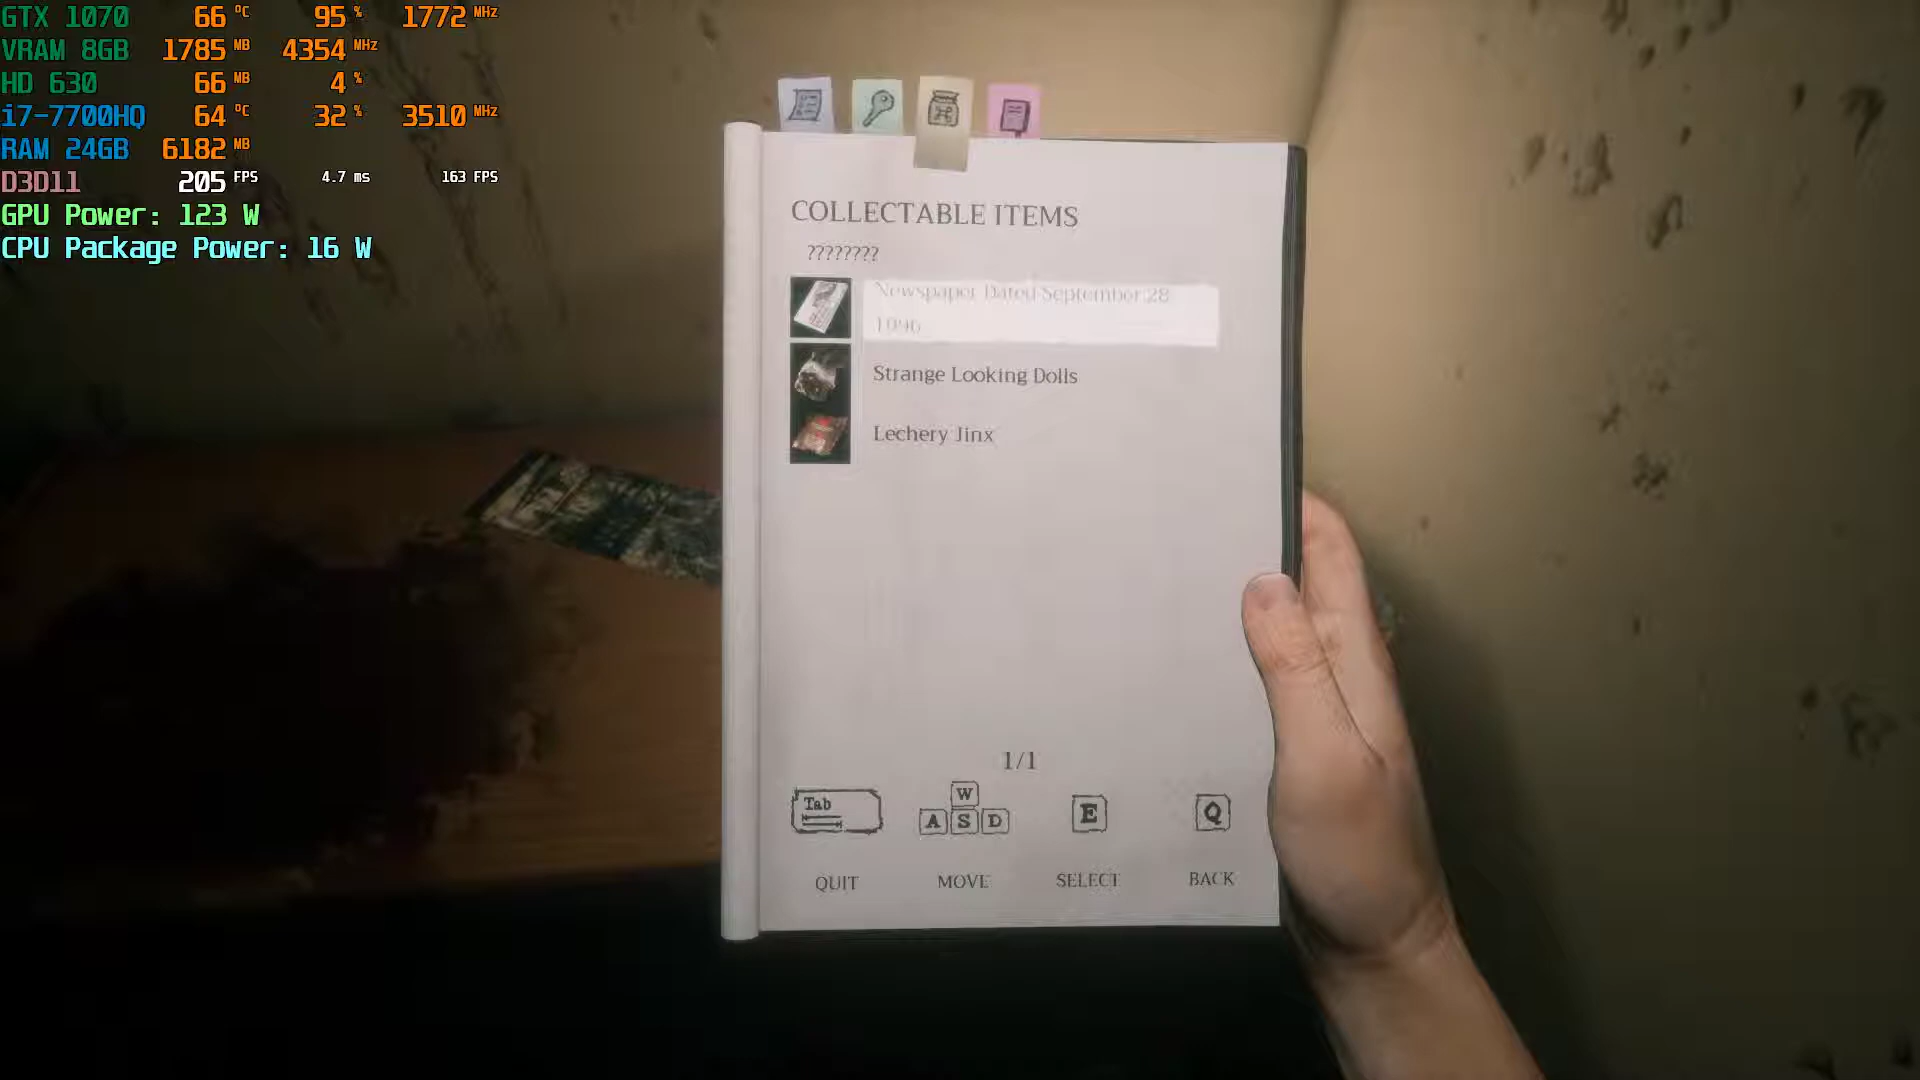 GTX 1070 66 °C 95 % 1772 MHz
VRAM 8GB 1785 MB 4354 MHz
HD 630 66 MB 4 %
i7-7700HQ 64 °C 32 % 3510 MHz
RAM 24GB 6182 MB
D3D11 205 FPS 4.7 ms 163 FPS
GPU Power: 123 W
CPU Package Power: 16 W
COLLECTABLE ITEMS
????????
Newspaper Dated September 28
1996
Strange Looking Dolls
Lechery Jinx
1/1
Tab
W
A S D
E
Q
QUIT MOVE SELECT BACK